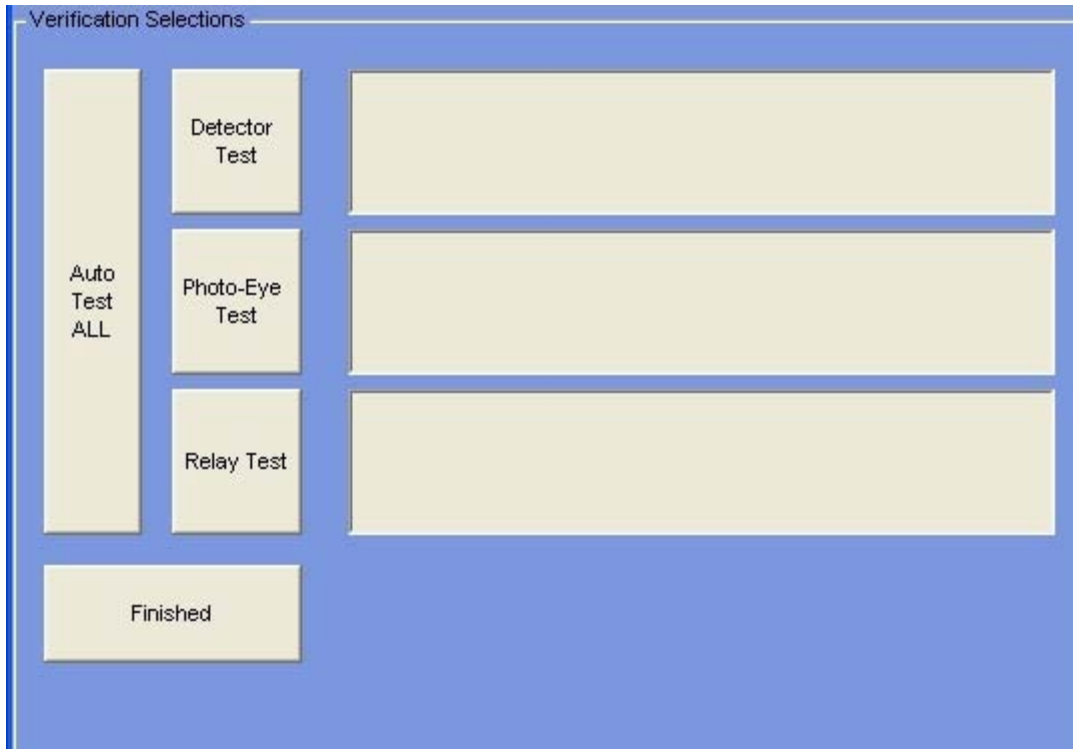 Verification Selections
Auto
Test
ALL
Detector
Test
Photo-Eye
Test
Relay Test
Finished